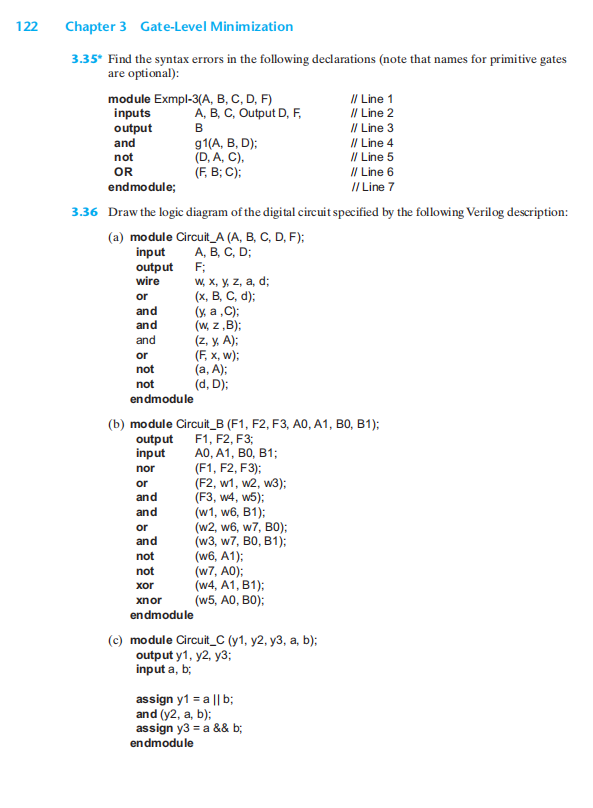 122 Chapter 3 Gate-Level Minimization
3.35* Find the syntax errors in the following declarations (note that names for primitive gates
are optional):
module Exmpl-3(A, B, C, D, F) // Line 1
inputs A, B, C, Output D, F, // Line 2
output B // Line 3
and g1(A, B, D); // Line 4
not (D, A, C), // Line 5
OR (F, B; C); // Line 6
endmodule; // Line 7
3.36 Draw the logic diagram of the digital circuit specified by the following Verilog description:
(a) module Circuit_A (A, B, C, D, F);
input A, B, C, D;
output F;
wire w, x, y, z, a, d;
or (x, B, C, d);
and (y, a ,C);
and (w, z ,B);
and (z, y, A);
or (F, x, w);
not (a, A);
not (d, D);
endmodule
(b) module Circuit_B (F1, F2, F3, A0, A1, B0, B1);
output F1, F2, F3;
input A0, A1, B0, B1;
nor (F1, F2, F3);
or (F2, w1, w2, w3);
and (F3, w4, w5);
and (w1, w6, B1);
or (w2, w6, w7, B0);
and (w3, w7, B0, B1);
not (w6, A1);
not (w7, A0);
xor (w4, A1, B1);
xnor (w5, A0, B0);
endmodule
(c) module Circuit_C (y1, y2, y3, a, b);
output y1, y2, y3;
input a, b;
assign y1 = a || b;
and (y2, a, b);
assign y3 = a && b;
endmodule